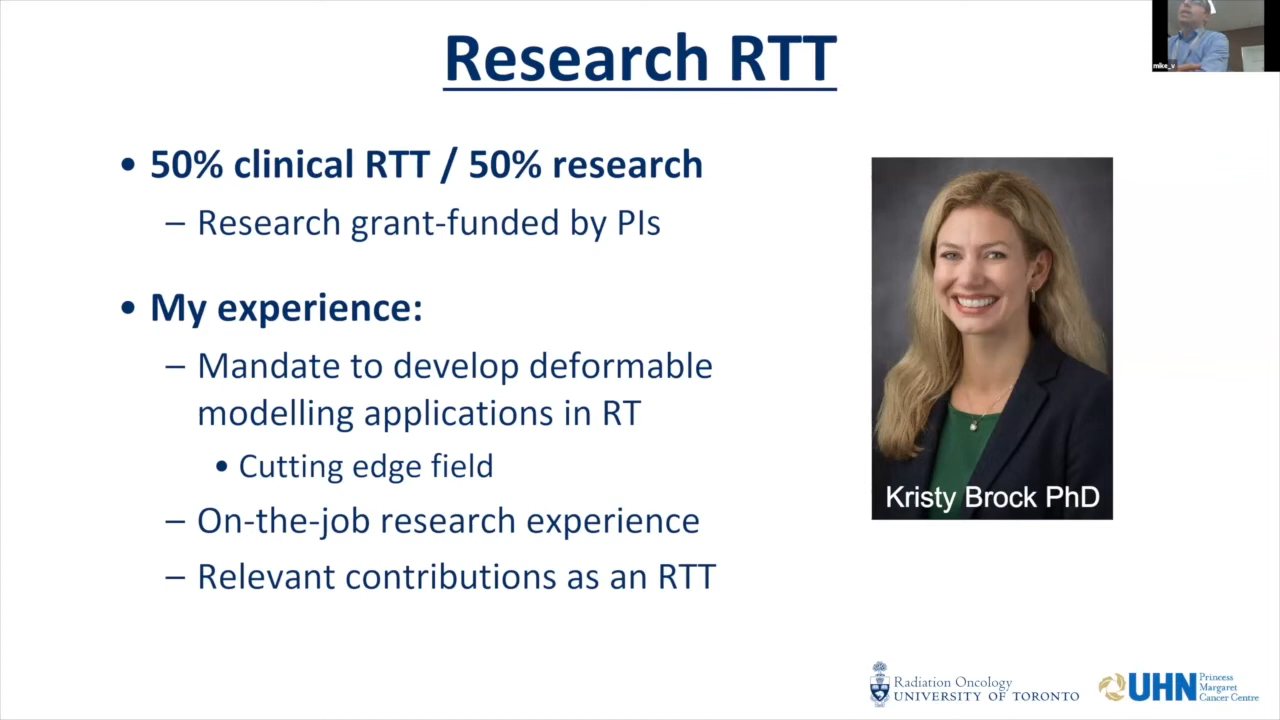 Research RTT
mike_v
• 50% clinical RTT / 50% research
– Research grant-funded by PIs
• My experience:
– Mandate to develop deformable
modelling applications in RT
• Cutting edge field
– On-the-job research experience
– Relevant contributions as an RTT
Kristy Brock PhD
Radiation Oncology
UNIVERSITY OF TORONTO
UHN
Princess
Margaret
Cancer Centre